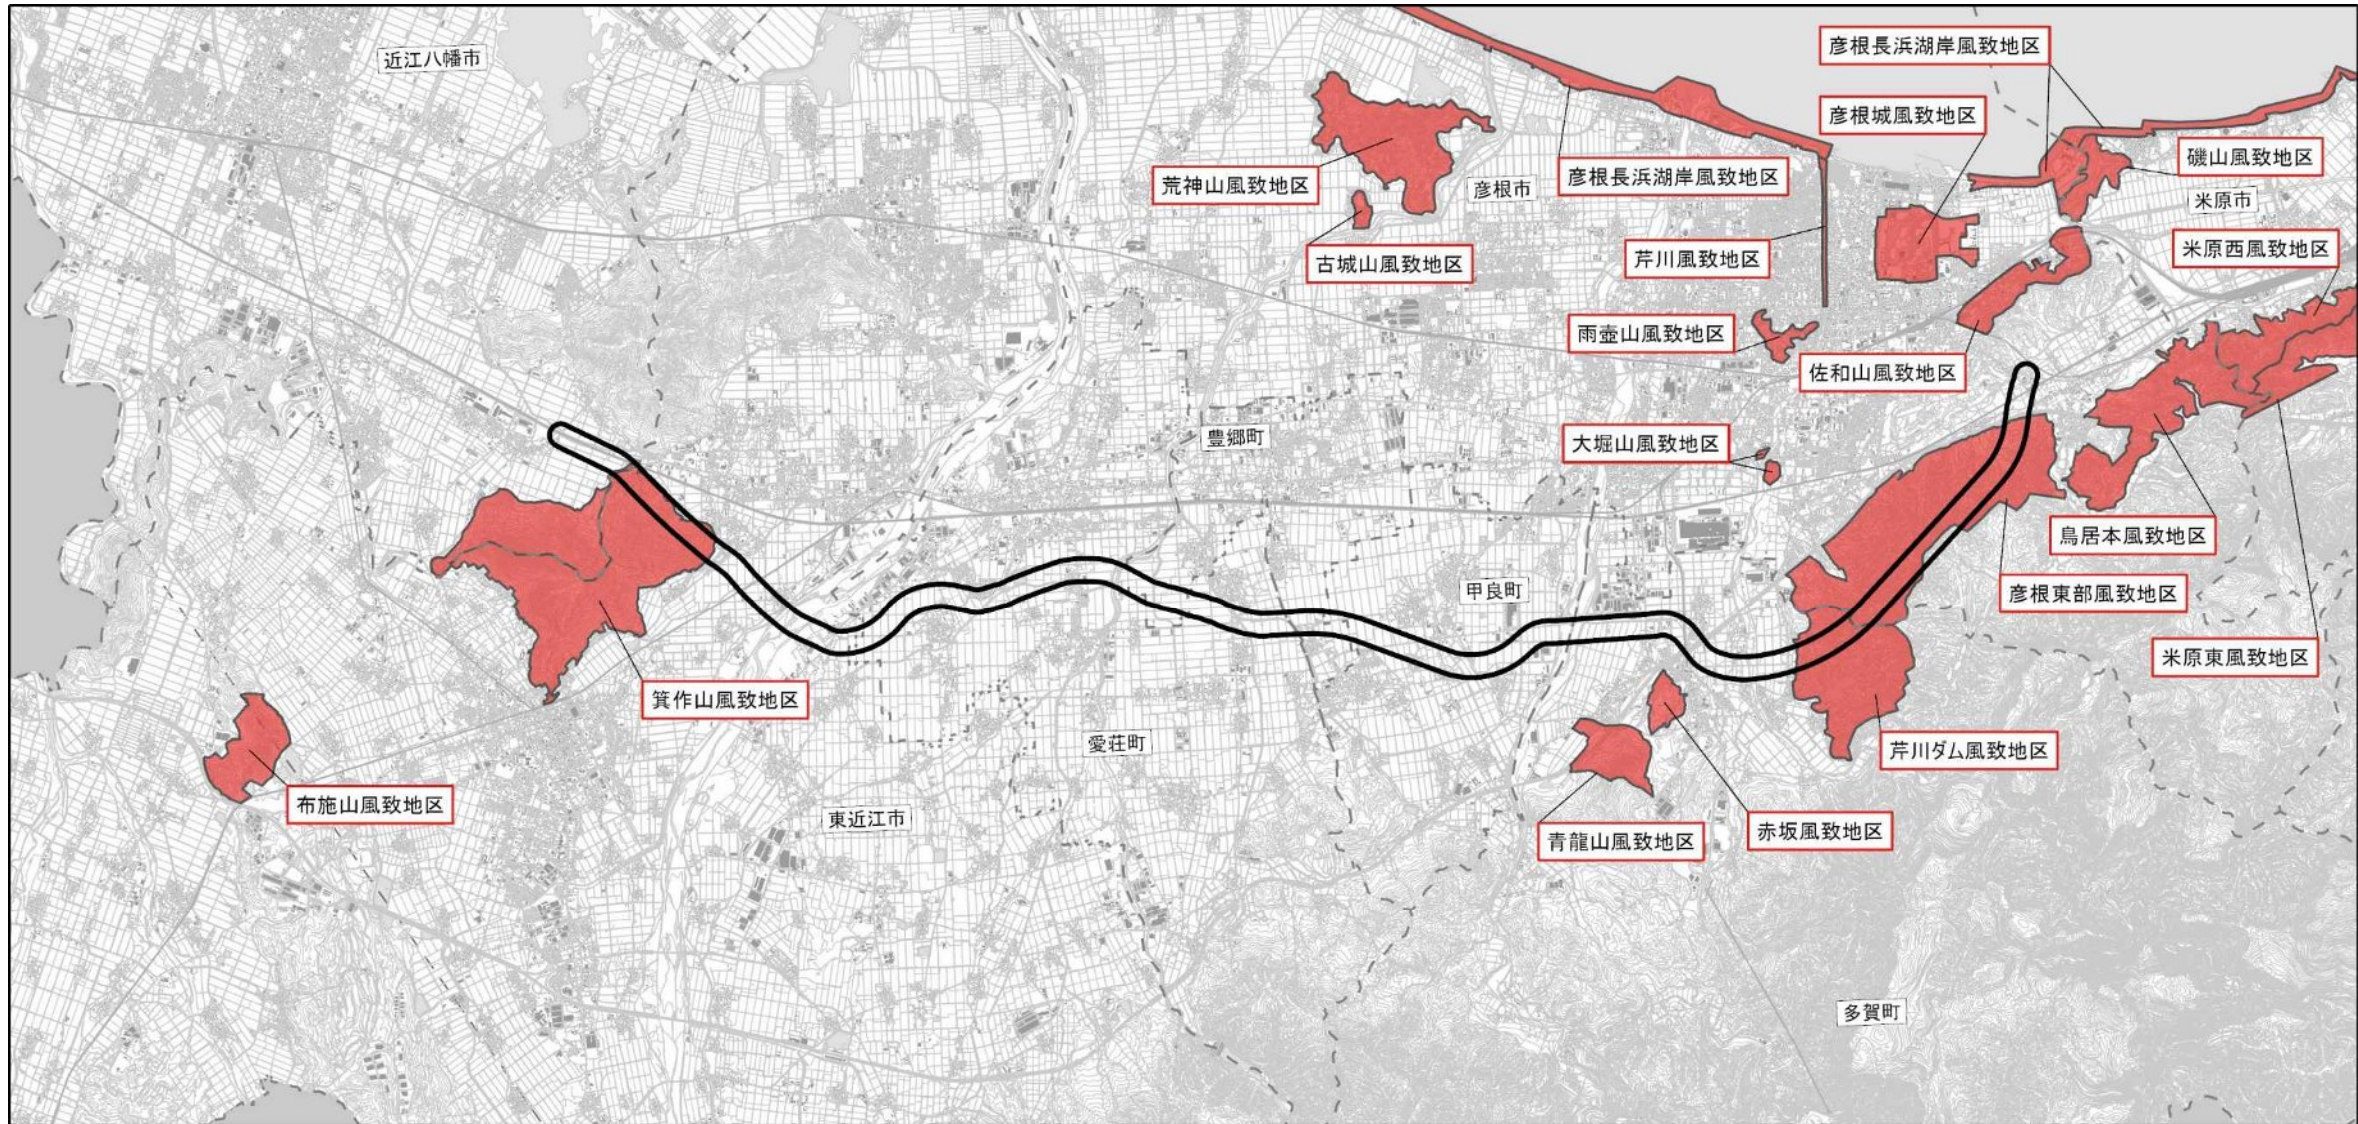 近江八幡市
彦根長浜湖岸風致地区
彦根城風致地区
磯山風致地区
荒神山風致地区
彦根長浜湖岸風致地区
彦根市
米原市
古城山風致地区
芹川風致地区
米原西風致地区
雨壺山風致地区
佐和山風致地区
豊郷町
大堀山風致地区
鳥居本風致地区
甲良町
彦根東部風致地区
米原東風致地区
箕作山風致地区
愛荘町
芹川ダム風致地区
布施山風致地区
東近江市
青龍山風致地区
赤坂風致地区
多賀町